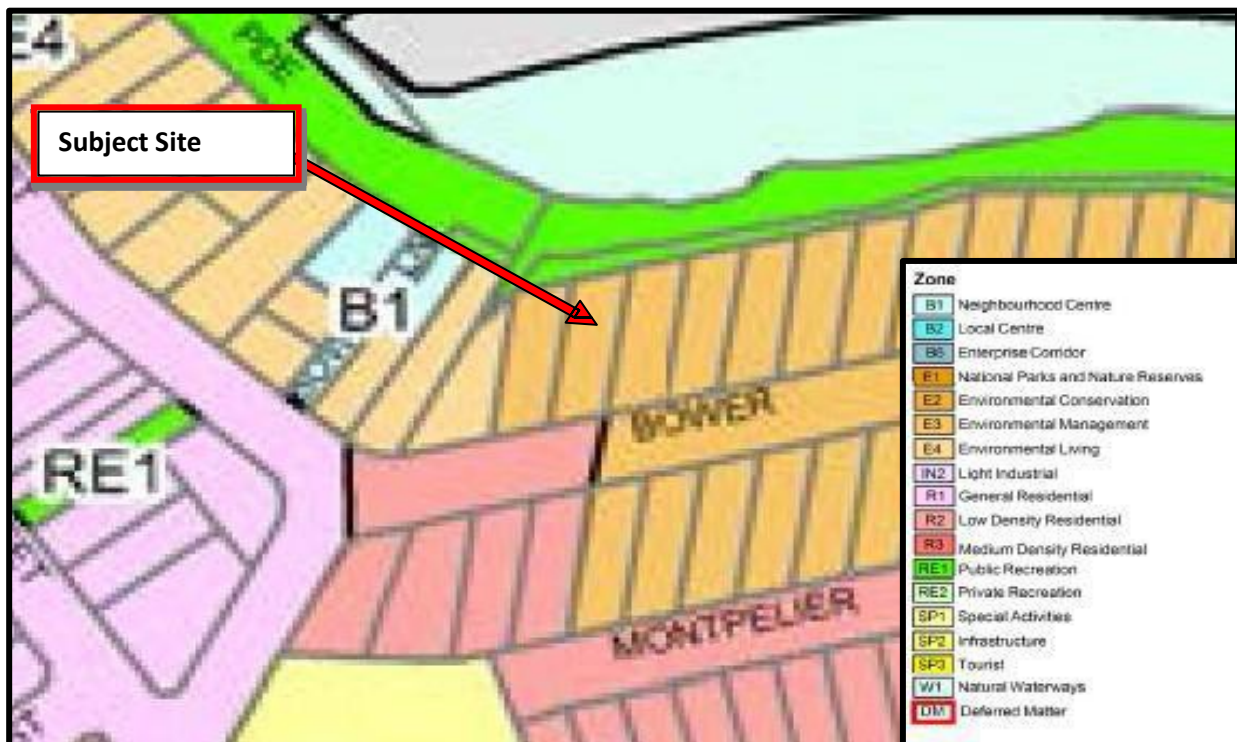 E4
PDE
Subject Site
B1
RE1
BOWER
MONTPELIER
Zone
B1 Neighbourhood Centre
B2 Local Centre
B6 Enterprise Corridor
E1 National Parks and Nature Reserves
E2 Environmental Conservation
E3 Environmental Management
E4 Environmental Living
IN2 Light Industrial
R1 General Residential
R2 Low Density Residential
R3 Medium Density Residential
RE1 Public Recreation
RE2 Private Recreation
SP1 Special Activities
SP2 Infrastructure
SP3 Tourist
W1 Natural Waterways
DM Deferred Matter